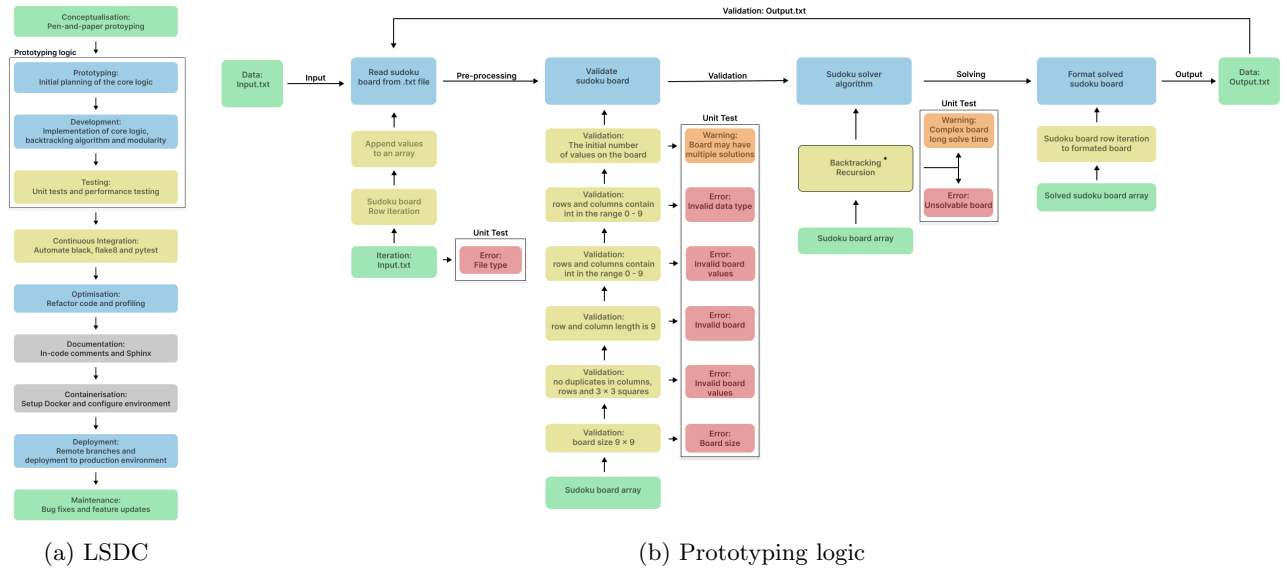 Conceptualisation:
Pen-and-paper protoyping
Prototyping logic
Prototyping:
Initial planning of the core logic
Development:
Implementation of core logic,
backtracking algorithm and modularity
Testing:
Unit tests and performance testing
Continuous Integration:
Automate black, flake8 and pytest
Optimisation:
Refactor code and profiling
Documentation:
In-code comments and Sphinx
Containerisation:
Setup Docker and configure environment
Deployment:
Remote branches and
deployment to production environment
Maintenance:
Bug fixes and feature updates
(a) LSDC
Validation: Output.txt
Data:
Input.txt
Input
Read sudoku
board from .txt file
Pre-processing
Validate
sudoku board
Validation
Sudoku solver
algorithm
Solving
Format solved
sudoku board
Output
Data:
Output.txt
Append values
to an array
Sudoku board
Row iteration
Iteration:
Input.txt
Unit Test
Error:
File type
Unit Test
Validation:
The initial number
of values on the board
Warning:
Board may have
multiple solutions
Validation:
rows and columns contain
int in the range 0 - 9
Error:
Invalid data type
Validation:
rows and columns contain
int in the range 0 - 9
Error:
Invalid board
values
Validation:
row and column length is 9
Error:
Invalid board
Validation:
no duplicates in columns,
rows and 3 × 3 squares
Error:
Invalid board
values
Validation:
board size 9 × 9
Error:
Board size
Sudoku board array
Backtracking *
Recursion
Sudoku board array
Unit Test
Warning:
Complex board
long solve time
Error:
Unsolvable board
Sudoku board row iteration
to formated board
Solved sudoku board array
(b) Prototyping logic